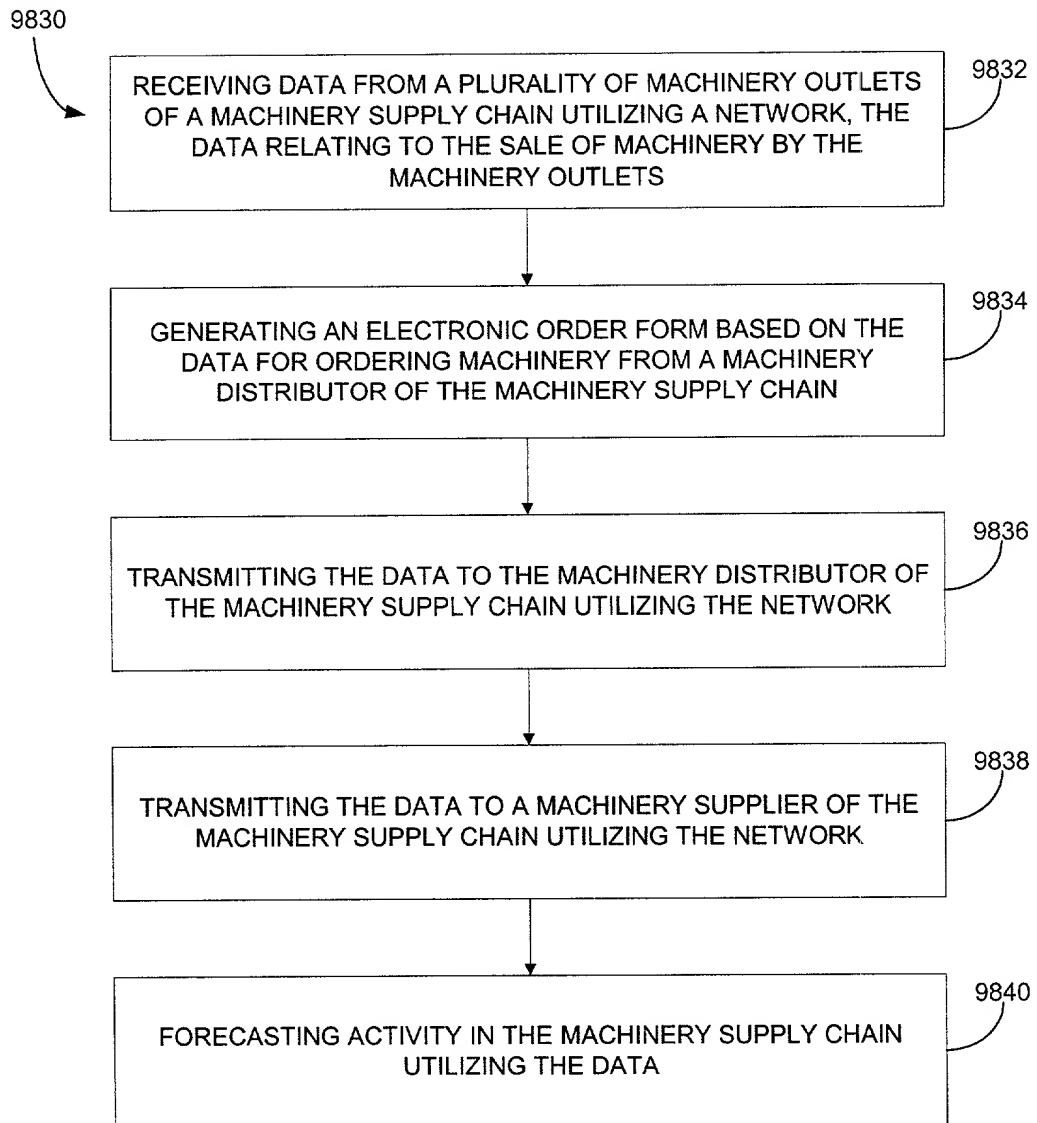 9830
9832
RECEIVING DATA FROM A PLURALITY OF MACHINERY OUTLETS
OF A MACHINERY SUPPLY CHAIN UTILIZING A NETWORK, THE
DATA RELATING TO THE SALE OF MACHINERY BY THE
MACHINERY OUTLETS
9834
GENERATING AN ELECTRONIC ORDER FORM BASED ON THE
DATA FOR ORDERING MACHINERY FROM A MACHINERY
DISTRIBUTOR OF THE MACHINERY SUPPLY CHAIN
9836
TRANSMITTING THE DATA TO THE MACHINERY DISTRIBUTOR OF
THE MACHINERY SUPPLY CHAIN UTILIZING THE NETWORK
9838
TRANSMITTING THE DATA TO A MACHINERY SUPPLIER OF THE
MACHINERY SUPPLY CHAIN UTILIZING THE NETWORK
9840
FORECASTING ACTIVITY IN THE MACHINERY SUPPLY CHAIN
UTILIZING THE DATA